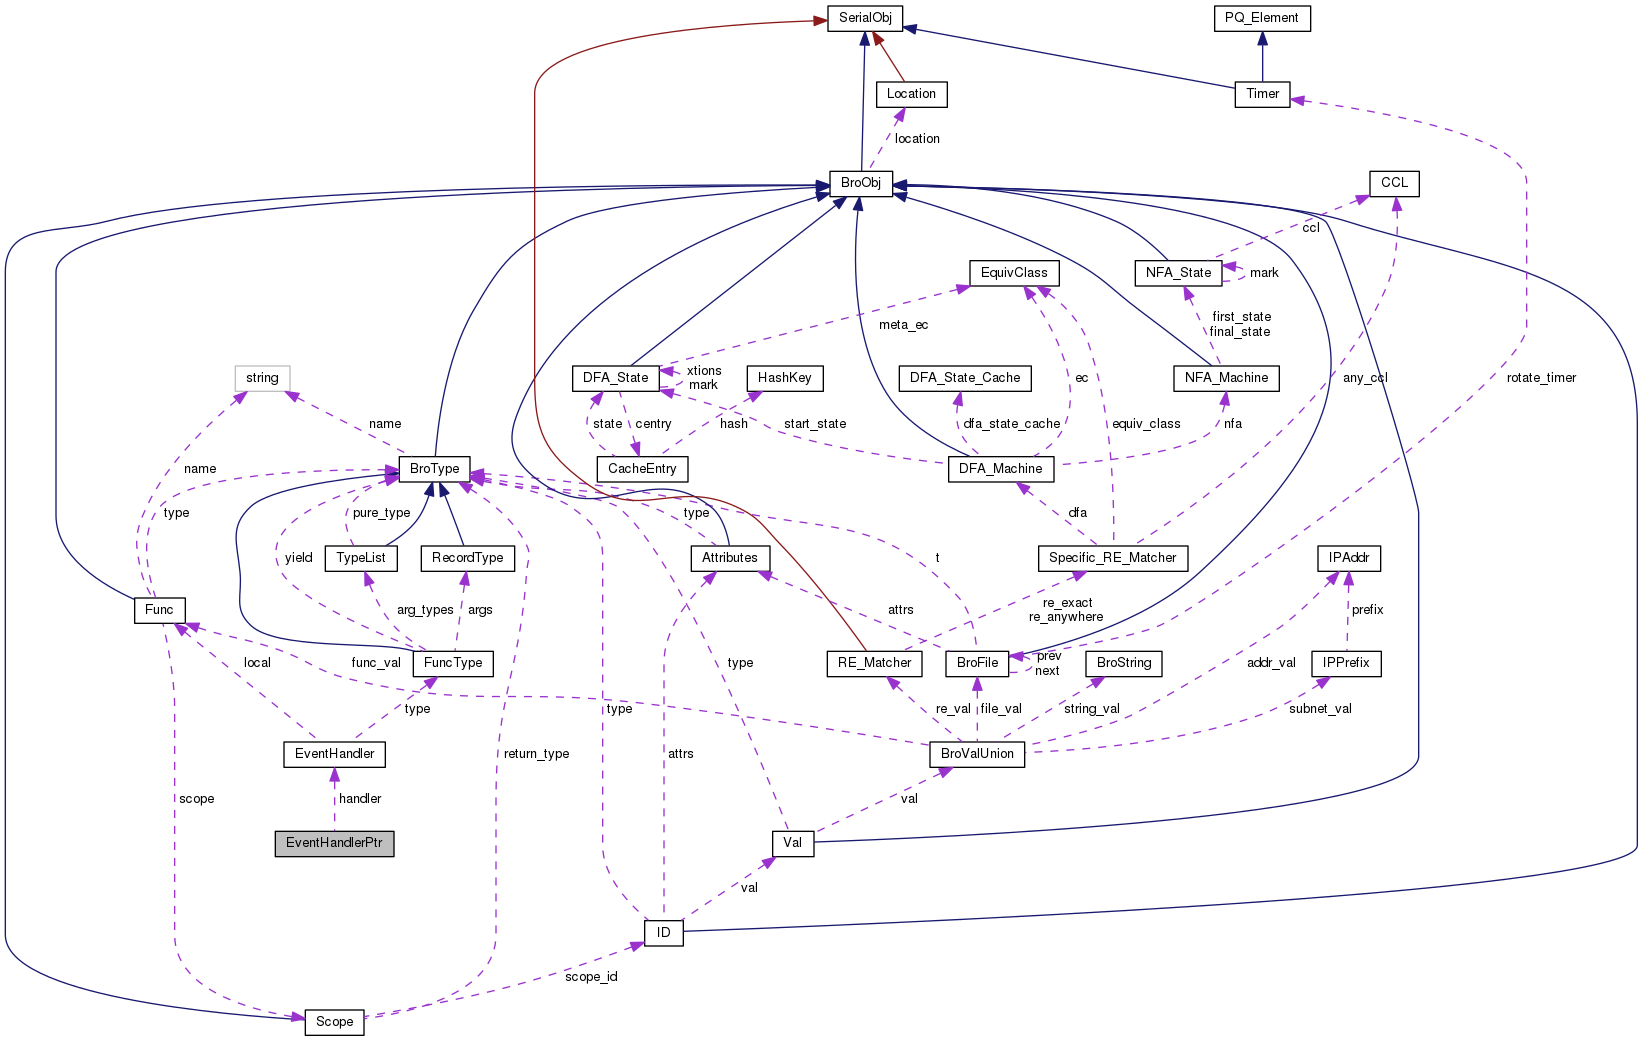 SerialObj
PQ_Element
Location
Timer
location
BroObj
CCL
ccl
EquivClass
NFA_State
mark
meta_ec
first_state
final_state
string
DFA_State
xtions
mark
HashKey
DFA_State_Cache
ec
NFA_Machine
any_ccl
rotate_timer
name
state
centry
hash
start_state
dfa_state_cache
equiv_class
nfa
name
BroType
CacheEntry
DFA_Machine
type
pure_type
type
dfa
yield
TypeList
RecordType
Attributes
t
Specific_RE_Matcher
IPAddr
Func
arg_types
args
attrs
re_exact
re_anywhere
prefix
local
func_val
FuncType
type
RE_Matcher
BroFile
prev
next
BroString
addr_val
IPPrefix
type
type
re_val
file_val
string_val
subnet_val
EventHandler
return_type
attrs
BroValUnion
scope
handler
val
EventHandlerPtr
Val
val
ID
scope_id
Scope